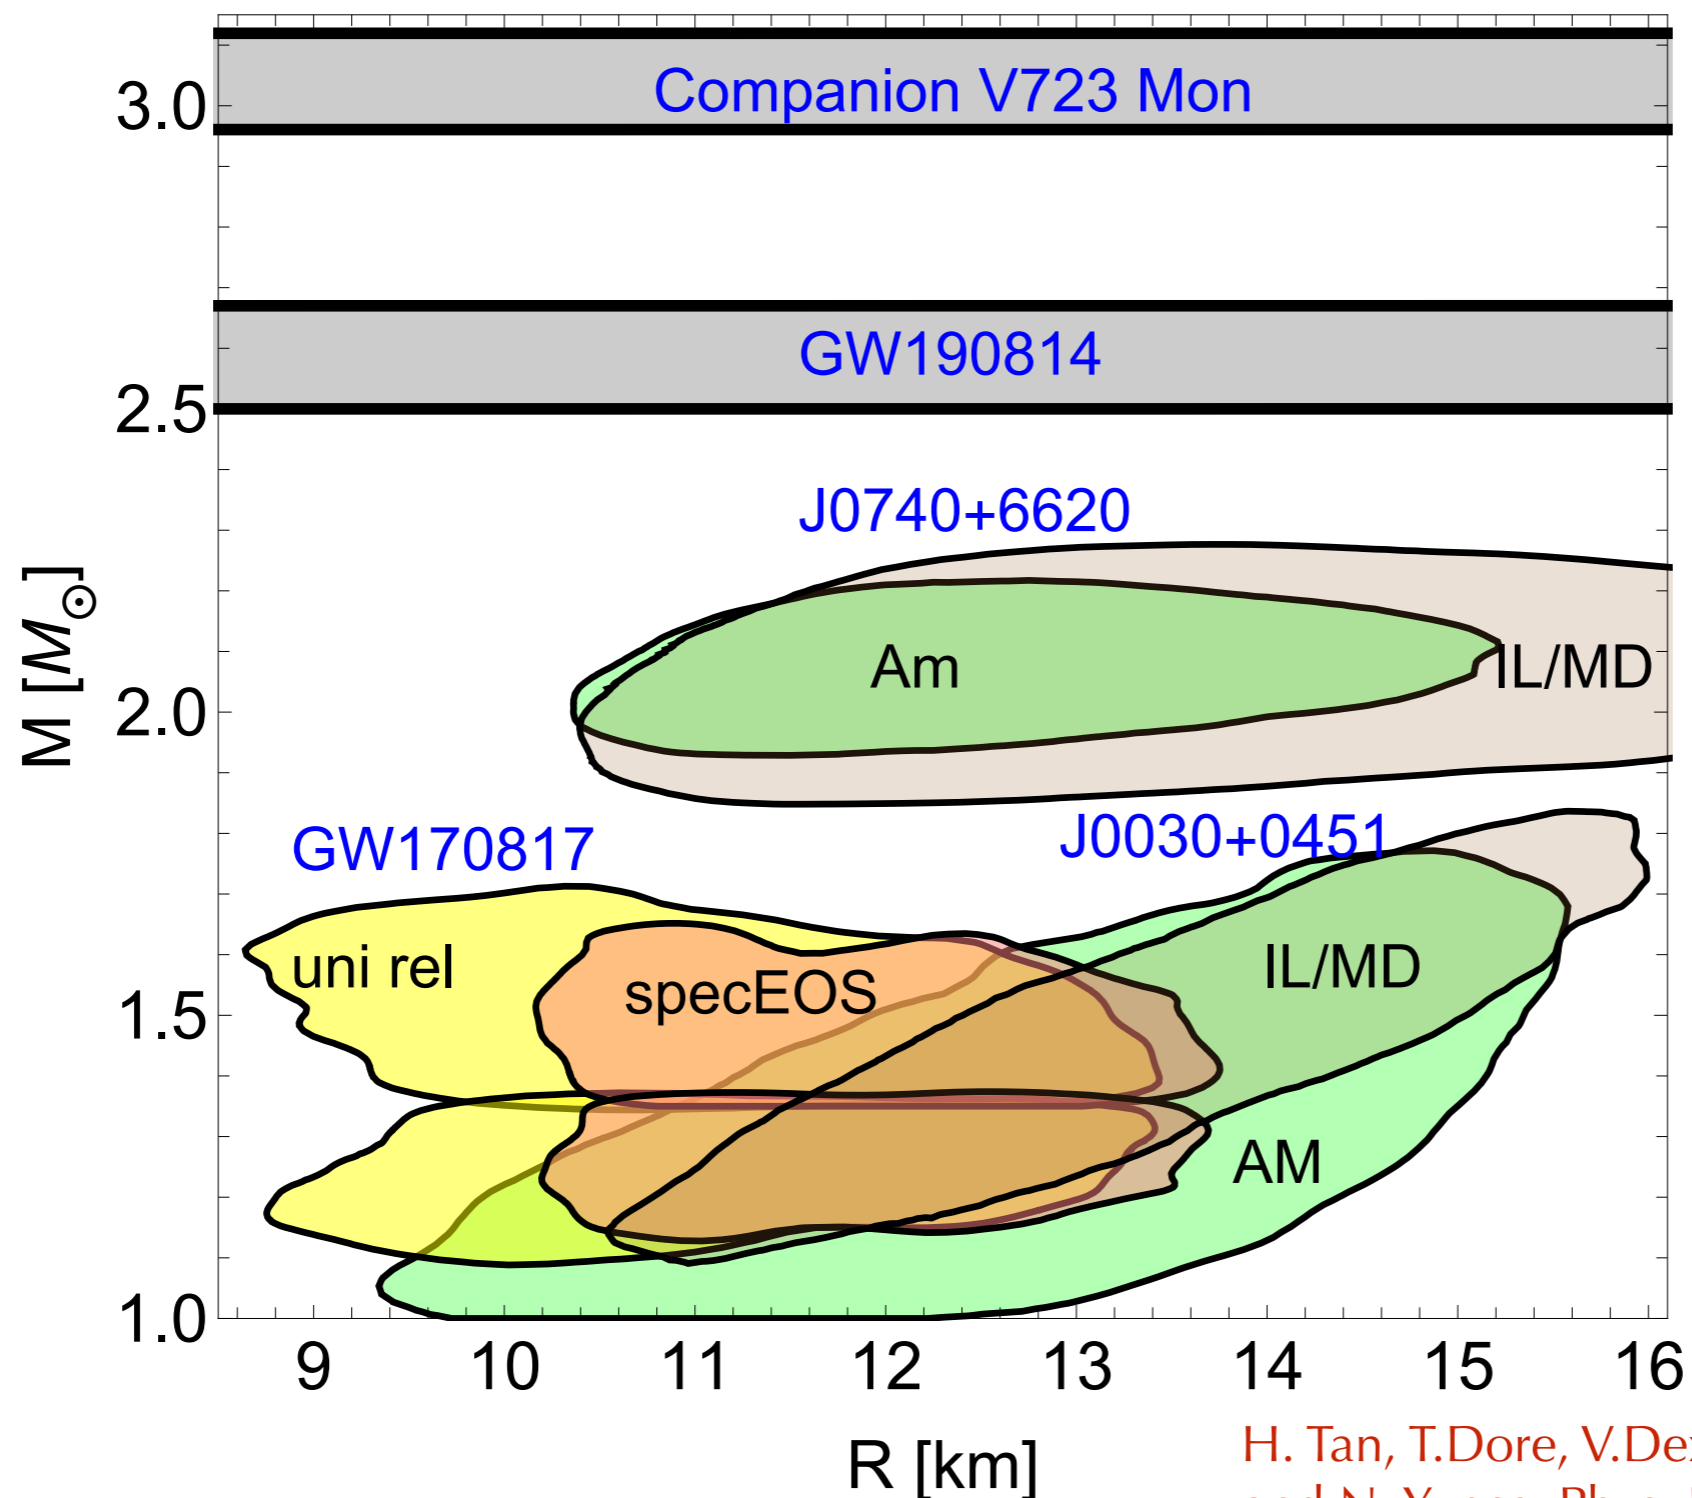 Companion V723 Mon
3.0
GW190814
2.5
J0740+6620
Am
IL/MD
2.0
M [M⊙]
GW170817
J0030+0451
uni rel
specEOS
IL/MD
1.5
AM
1.0
9 10 11 12 13 14 15 16
R [km]
H. Tan, T.Dore, V.De